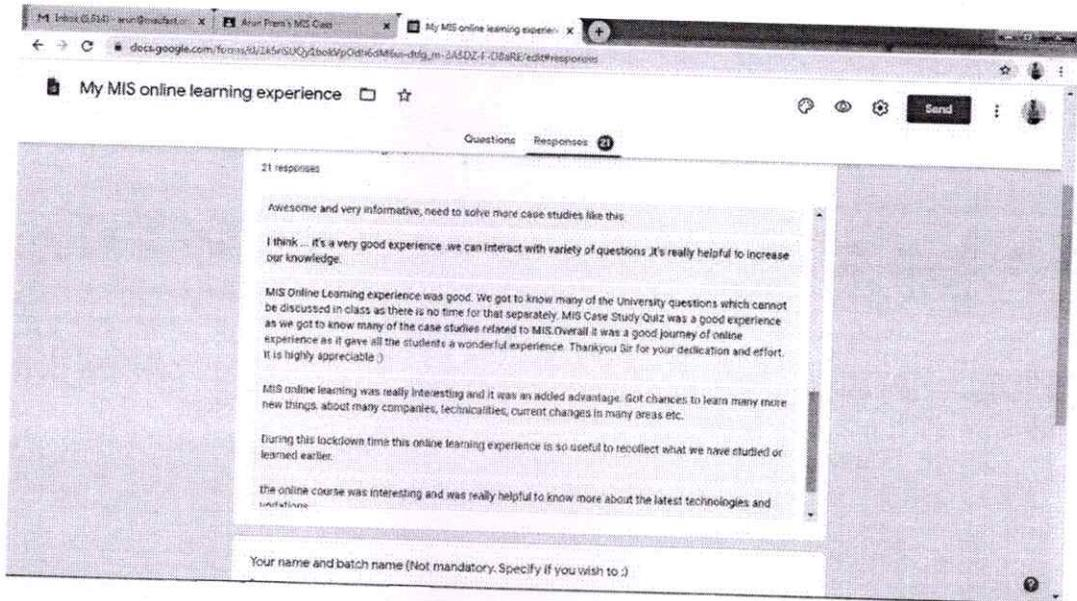 Arun Prem's MIS Class
My MIS online learning experien
My MIS online learning experience
Send
Questions Responses 21
21 responses
Awesome and very informative, need to solve more case studies like this
I think ... it's a very good experience .we can interact with variety of questions .it's really helpful to increase
our knowledge.
MIS Online Learning experience was good. We got to know many of the University questions which cannot
be discussed in class as there is no time for that separately. MIS Case Study Quiz was a good experience
as we got to know many of the case studies related to MIS.Overall it was a good journey of online
experience as it gave all the students a wonderful experience. Thankyou Sir for your dedication and effort.
It is highly appreciable :)
MIS online learning was really interesting and it was an added advantage. Got chances to learn many more
new things, about many companies, technicalities, current changes in many areas etc.
During this lockdown time this online learning experience is so useful to recollect what we have studied or
learned earlier.
the online course was interesting and was really helpful to know more about the latest technologies and
Your name and batch name (Not mandatory. Specify if you wish to :)